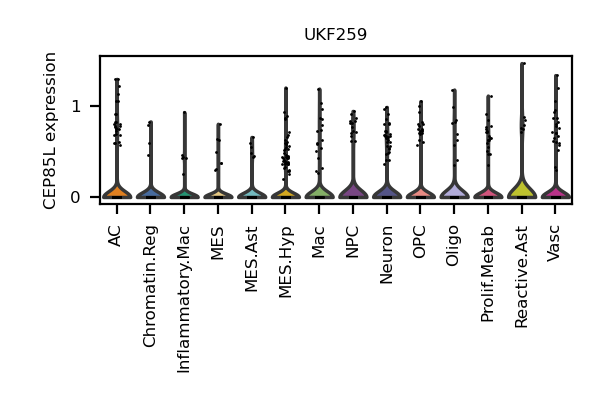 UKF259
CEP85L expression
1
0
AC
Chromatin.Reg
Inflammatory.Mac
MES
MES.Ast
MES.Hyp
Mac
NPC
Neuron
OPC
Oligo
Prolif.Metab
Reactive.Ast
Vasc